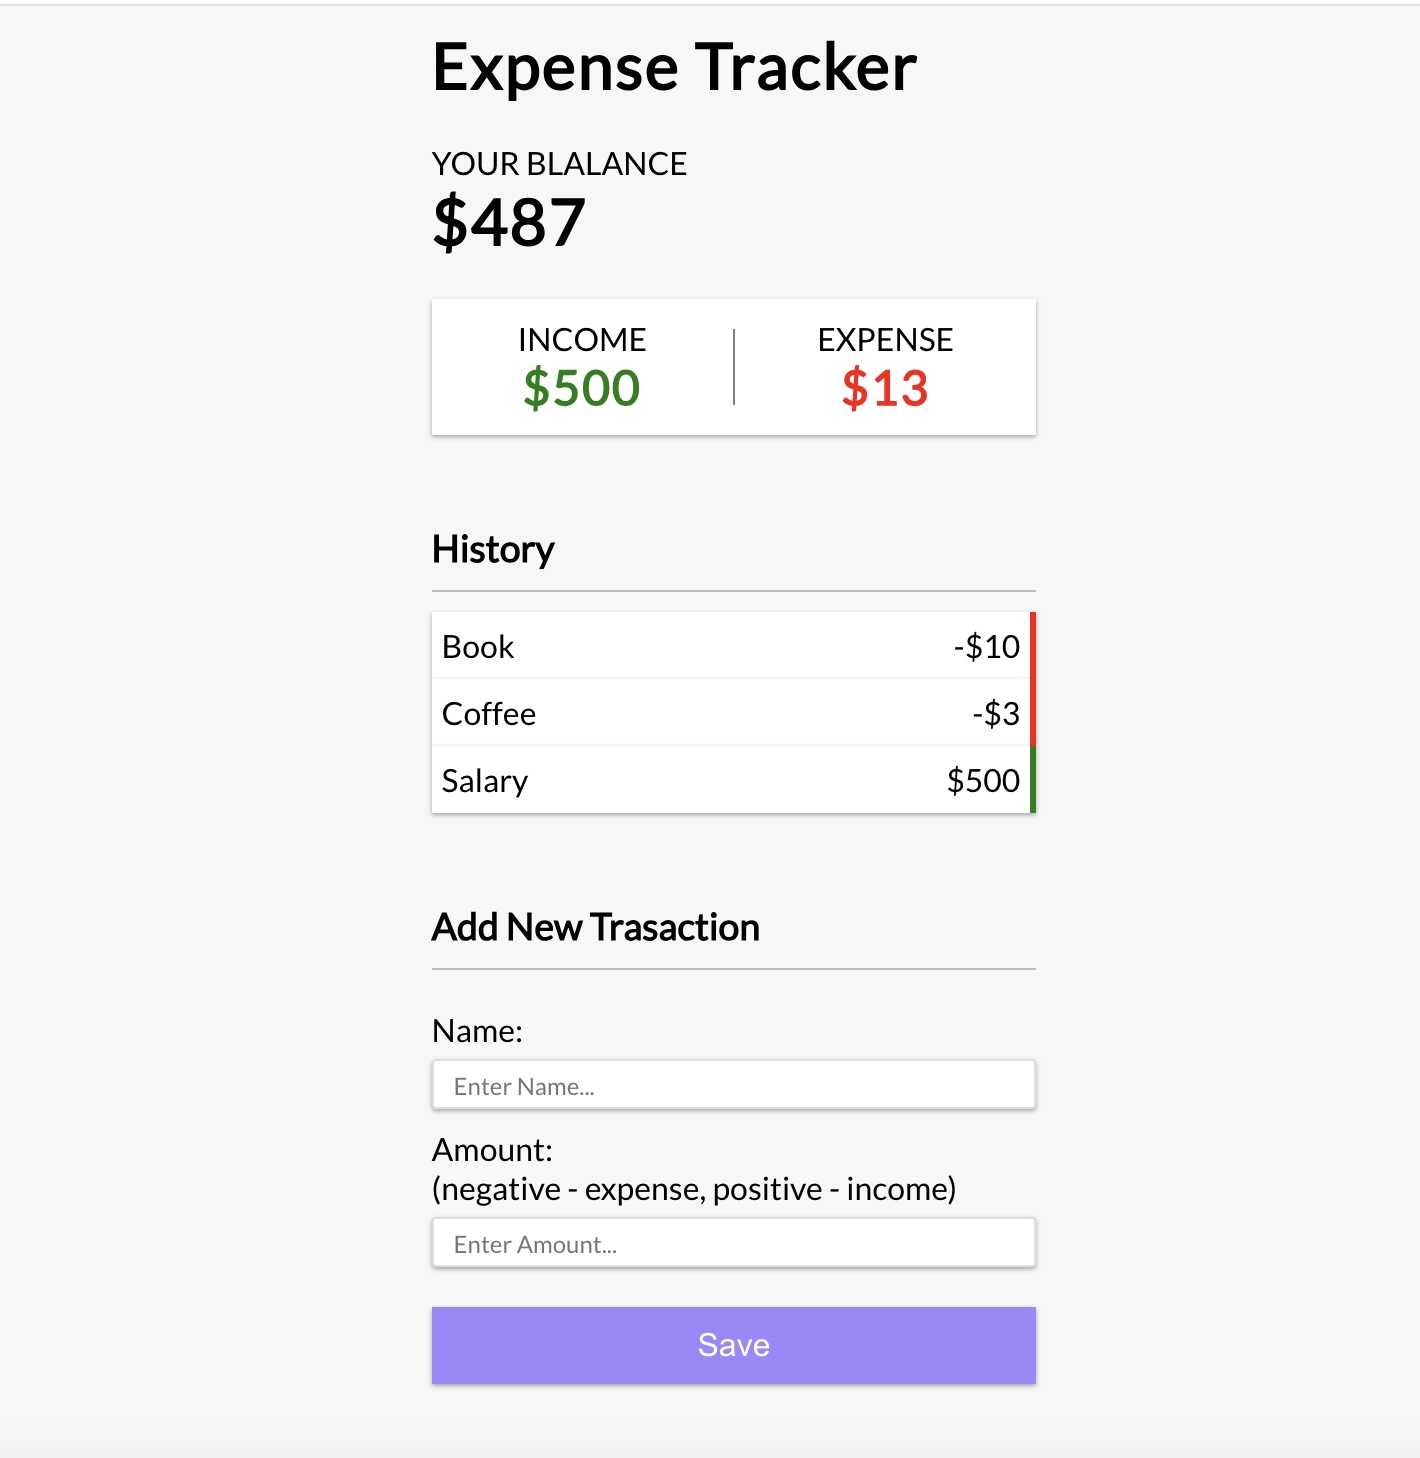 Expense Tracker
YOUR BLALANCE
$487
INCOME EXPENSE
$500 $13
History
Book -$10
Coffee -$3
Salary $500
Add New Trasaction
Name:
Enter Name...
Amount:
(negative - expense, positive - income)
Enter Amount...
Save